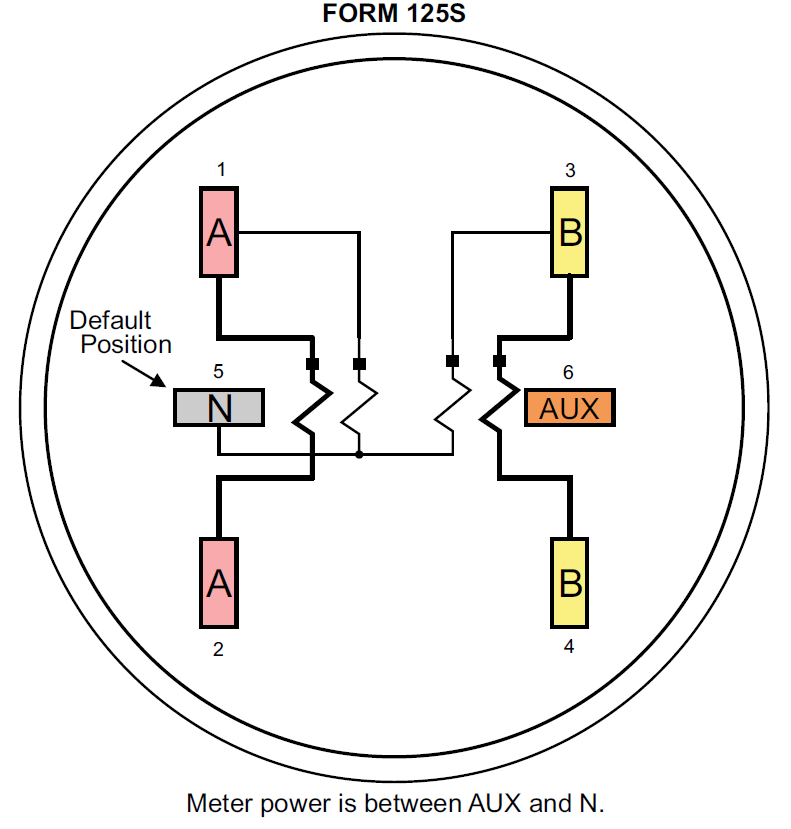 FORM 125S
1
3
A
B
Default
Position
5
6
N
AUX
A
B
2
4
Meter power is between AUX and N.